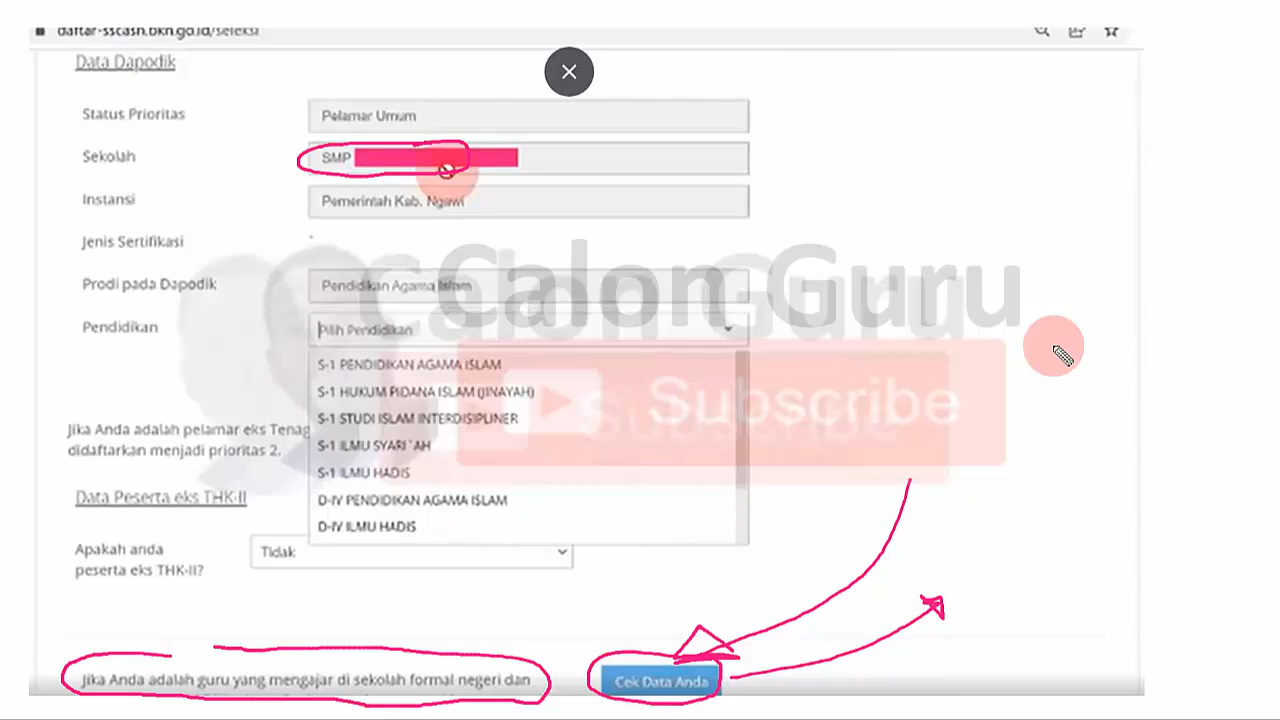 daftar-sscasn.bkn.go.id/seleksi
Data Dapodik
Status Prioritas Pelamar Umum
Sekolah SMP
Instansi Pemerintah Kab. Ngawi
Jenis Sertifikasi -
Prodi pada Dapodik Pendidikan Agama Islam
Calon Guru
Pendidikan Pilih Pendidikan
S-1 PENDIDIKAN AGAMA ISLAM
S-1 HUKUM PIDANA ISLAM (JINAYAH)
Subscribe
S-1 STUDI ISLAM INTERDISIPLINER
Jika Anda adalah pelamar eks Tenag
S-1 ILMU SYARI`AH
didaftarkan menjadi prioritas 2.
S-1 ILMU HADIS
Data Peserta eks THK-II
D-IV PENDIDIKAN AGAMA ISLAM
D-IV ILMU HADIS
Apakah anda
peserta eks THK-II?
Tidak
Jika Anda adalah guru yang mengajar di sekolah formal negeri dan
Cek Data Anda